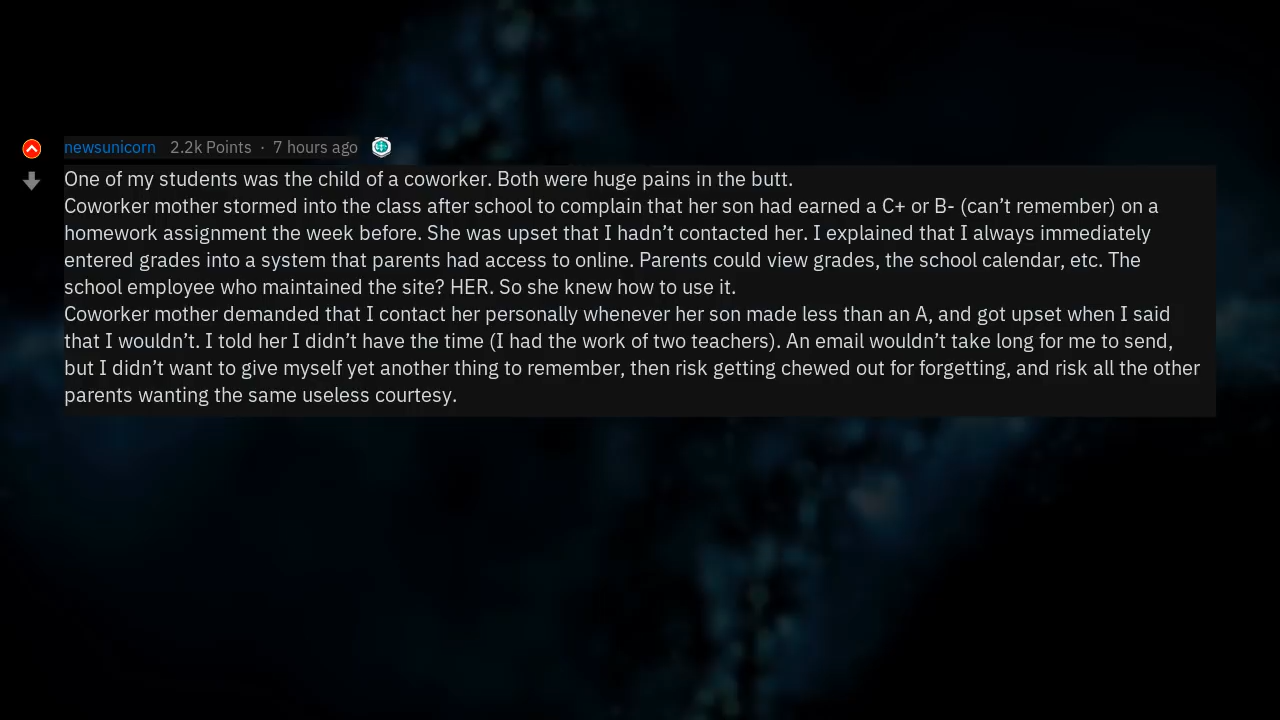 newsunicorn 2.2k Points · 7 hours ago
One of my students was the child of a coworker. Both were huge pains in the butt.
Coworker mother stormed into the class after school to complain that her son had earned a C+ or B- (can’t remember) on a
homework assignment the week before. She was upset that I hadn’t contacted her. I explained that I always immediately
entered grades into a system that parents had access to online. Parents could view grades, the school calendar, etc. The
school employee who maintained the site? HER. So she knew how to use it.
Coworker mother demanded that I contact her personally whenever her son made less than an A, and got upset when I said
that I wouldn’t. I told her I didn’t have the time (I had the work of two teachers). An email wouldn’t take long for me to send,
but I didn’t want to give myself yet another thing to remember, then risk getting chewed out for forgetting, and risk all the other
parents wanting the same useless courtesy.